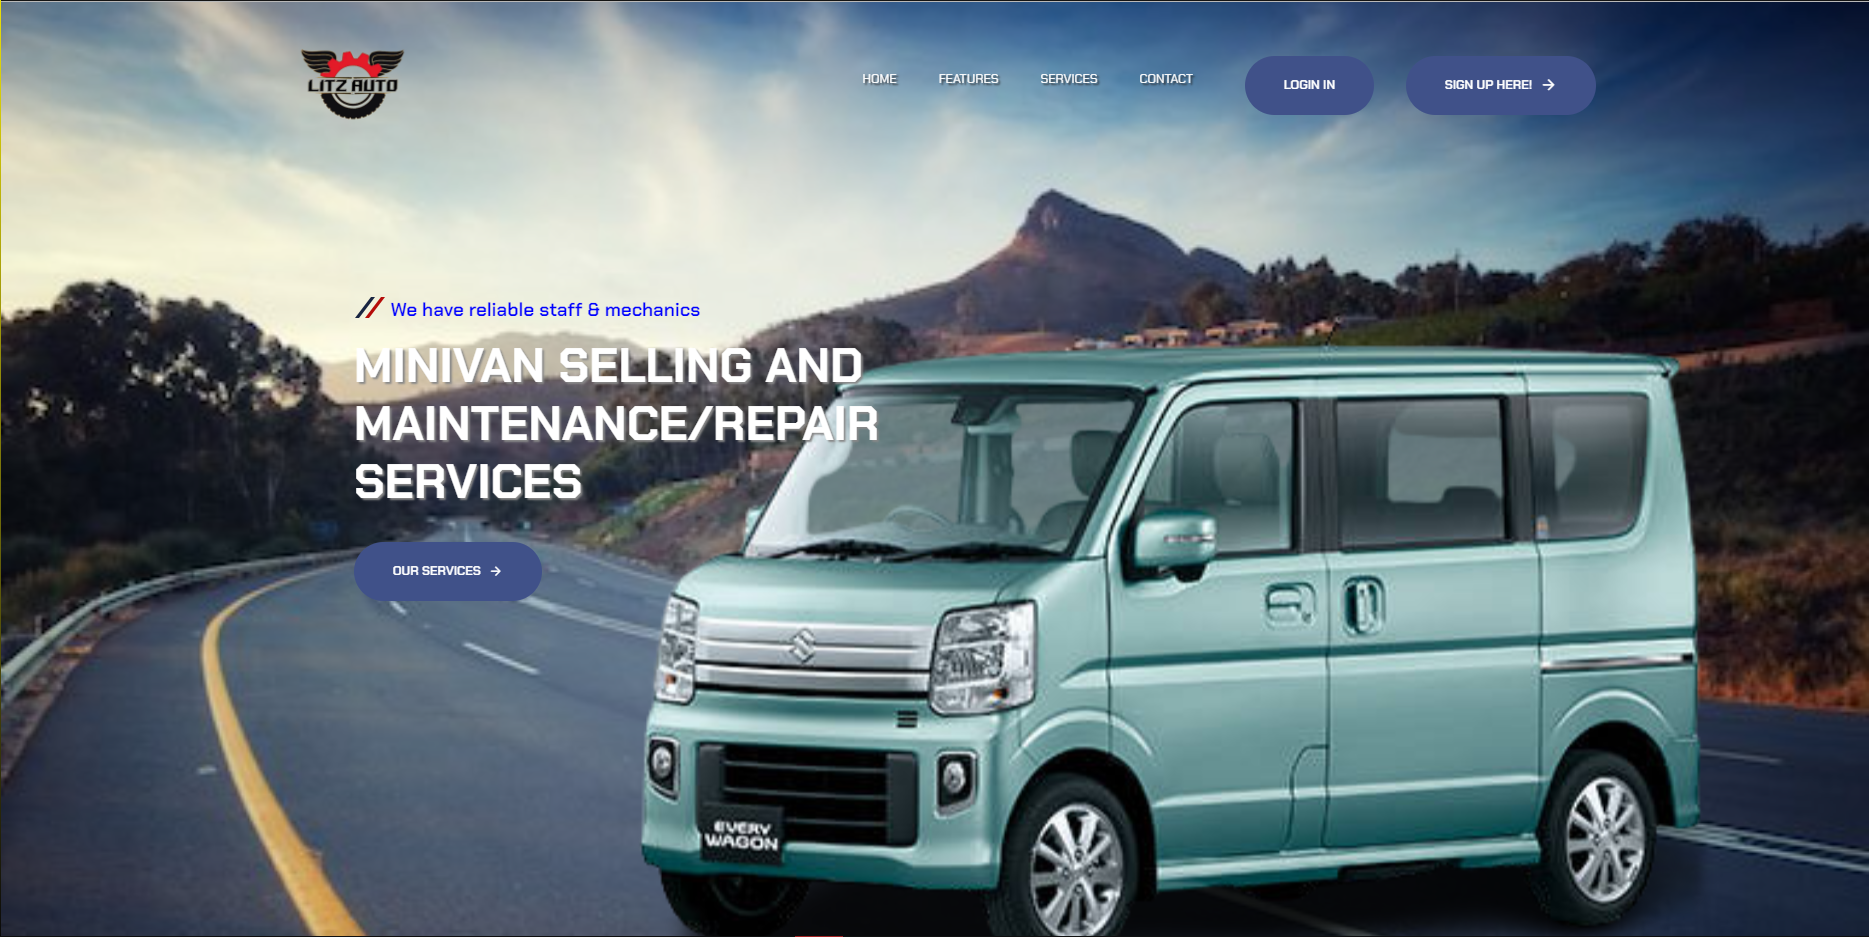 LITZ AUTO
HOME
FEATURES
SERVICES
CONTACT
LOGIN IN
SIGN UP HERE!
We have reliable staff & mechanics
MINIVAN SELLING AND
MAINTENANCE/REPAIR
SERVICES
OUR SERVICES
EVERY
WAGON